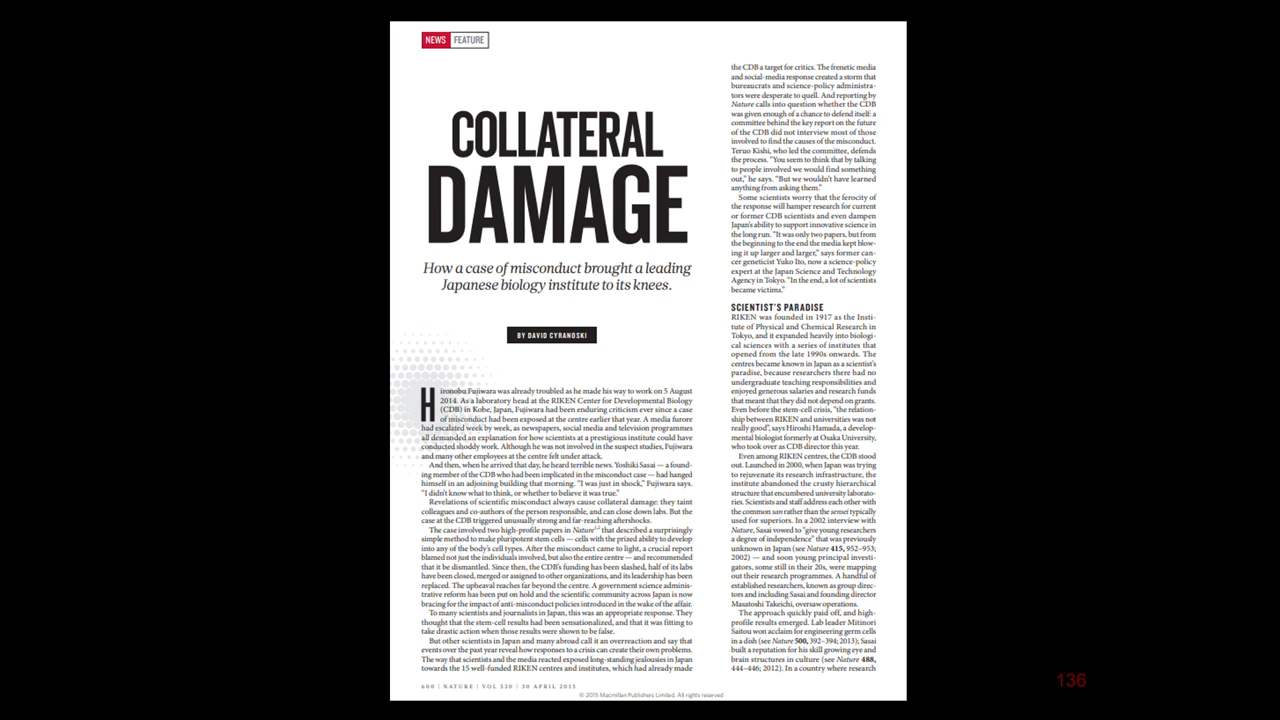 NEWS FEATURE
COLLATERAL
DAMAGE
How a case of misconduct brought a leading
Japanese biology institute to its knees.
BY DAVID CYRANOSKI
Hironobu Fujiwara was already troubled as he made his way to work on 5 August
2014. As a laboratory head at the RIKEN Center for Developmental Biology
(CDB) in Kobe, Japan, Fujiwara had been enduring criticism ever since a case
of misconduct had been exposed at the centre earlier that year. A media furore
had escalated week by week, as newspapers, social media and television programmes
all demanded an explanation for how scientists at a prestigious institute could have
conducted shoddy work. Although he was not involved in the suspect studies, Fujiwara
and many other employees at the centre felt under attack.
And then, when he arrived that day, he heard terrible news. Yoshiki Sasai — a found-
ing member of the CDB who had been implicated in the misconduct case — had hanged
himself in an adjoining building that morning. “I was just in shock,” Fujiwara says.
“I didn’t know what to think, or whether to believe it was true.”
Revelations of scientific misconduct always cause collateral damage: they taint
colleagues and co-authors of the person responsible, and can close down labs. But the
case at the CDB triggered unusually strong and far-reaching aftershocks.
The case involved two high-profile papers in Nature1,2 that described a surprisingly
simple method to make pluripotent stem cells — cells with the prized ability to develop
into any of the body’s cell types. After the misconduct came to light, a crucial report
blamed not just the individuals involved, but also the entire centre — and recommended
that it be dismantled. Since then, the CDB’s funding has been slashed, half of its labs
have been closed, merged or assigned to other organizations, and its leadership has been
replaced. The upheaval reaches far beyond the centre. A government science adminis-
trative reform has been put on hold and the scientific community across Japan is now
bracing for the impact of anti-misconduct policies introduced in the wake of the affair.
To many scientists and journalists in Japan, this was an appropriate response. They
thought that the stem-cell results had been sensationalized, and that it was fitting to
take drastic action when those results were shown to be false.
But other scientists in Japan and many abroad call it an overreaction and say that
events over the past year reveal how responses to a crisis can create their own problems.
The way that scientists and the media reacted exposed long-standing jealousies in Japan
towards the 15 well-funded RIKEN centres and institutes, which had already made
the CDB a target for critics. The frenetic media
and social-media response created a storm that
bureaucrats and science-policy administra-
tors were desperate to quell. And reporting by
Nature calls into question whether the CDB
was given enough of a chance to defend itself: a
committee behind the key report on the future
of the CDB did not interview most of those
involved to find the causes of the misconduct.
Teruo Kishi, who led the committee, defends
the process. “You seem to think that by talking
to people involved we would find something
out,” he says. “But we wouldn’t have learned
anything from asking them.”
Some scientists worry that the ferocity of
the response will hamper research for current
or former CDB scientists and even dampen
Japan’s ability to support innovative science in
the long run. “It was only two papers, but from
the beginning to the end the media kept blow-
ing it up larger and larger,” says former can-
cer geneticist Yuko Ito, now a science-policy
expert at the Japan Science and Technology
Agency in Tokyo. “In the end, a lot of scientists
became victims.”
SCIENTIST’S PARADISE
RIKEN was founded in 1917 as the Insti-
tute of Physical and Chemical Research in
Tokyo, and it expanded heavily into biologi-
cal sciences with a series of institutes that
opened from the late 1990s onwards. The
centres became known in Japan as a scientist’s
paradise, because researchers there had no
undergraduate teaching responsibilities and
enjoyed generous salaries and research funds
that meant that they did not depend on grants.
Even before the stem-cell crisis, “the relation-
ship between RIKEN and universities was not
really good”, says Hiroshi Hamada, a develop-
mental biologist formerly at Osaka University,
who took over as CDB director this year.
Even among RIKEN centres, the CDB stood
out. Launched in 2000, when Japan was trying
to rejuvenate its research infrastructure, the
institute abandoned the crusty hierarchical
structure that encumbered university laborato-
ries. Scientists and staff address each other with
the common san rather than the sensei typically
used for superiors. In a 2002 interview with
Nature, Sasai vowed to “give young researchers
a degree of independence” that was previously
unknown in Japan (see Nature 415, 952–953;
2002) — and soon young principal investi-
gators, some still in their 20s, were mapping
out their research programmes. A handful of
established researchers, known as group direc-
tors and including Sasai and founding director
Masatoshi Takeichi, oversaw operations.
The approach quickly paid off, and high-
profile results emerged. Lab leader Mitinori
Saitou won acclaim for engineering germ cells
in a dish (see Nature 500, 392–394; 2013); Sasai
built a reputation for his skill growing eye and
brain structures in culture (see Nature 488,
444–446; 2012). In a country where research
600 | NATURE | VOL 520 | 30 APRIL 2015
© 2015 Macmillan Publishers Limited. All rights reserved
136